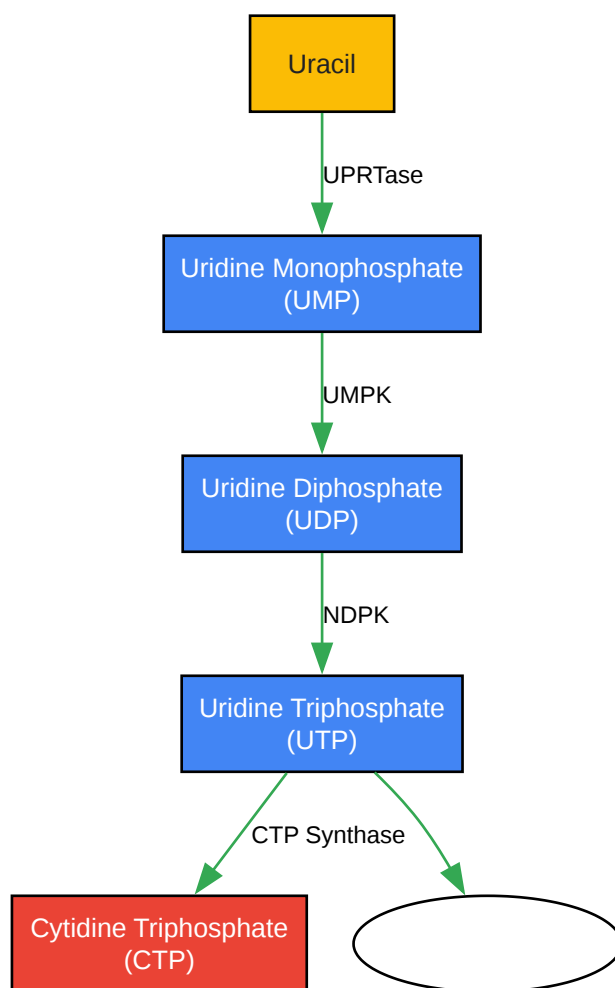 Uracil
UPRTase
Uridine Monophosphate
(UMP)
UMPK
Uridine Diphosphate
(UDP)
NDPK
Uridine Triphosphate
(UTP)
CTP Synthase
Cytidine Triphosphate
(CTP)